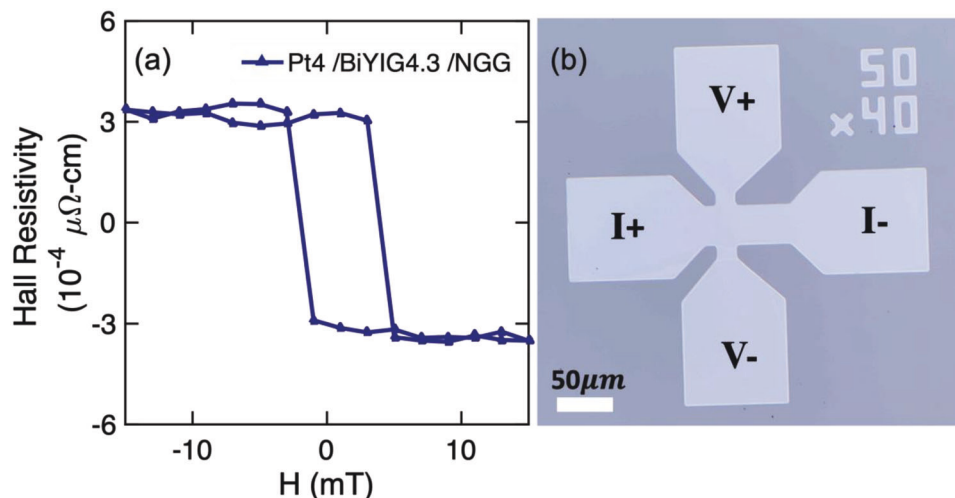 (a)
Pt4 /BiYIG4.3 /NGG
Hall Resistivity
(10⁻⁴ μΩ-cm)
6
3
0
-3
-6
-10
0
10
H (mT)
(b)
50
×40
V+
I+
I-
V-
50μm